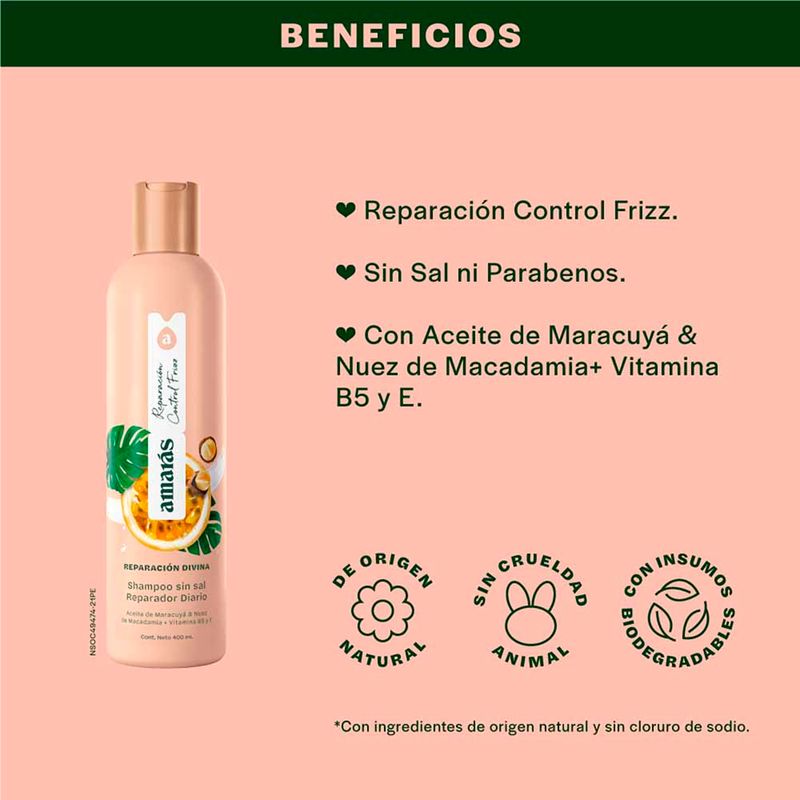 BENEFICIOS
Reparación Control Frizz.
Sin Sal ni Parabenos.
Con Aceite de Maracuyá &
Nuez de Macadamia+ Vitamina
B5 y E.
a
Reparación
Control Frizz
amarás
REPARACIÓN DIVINA
Shampoo sin sal
Reparador Diario
Aceite de Maracuyá & Nuez
de Macadamia + Vitamina B5 y E
Cont. Neto 400 ml.
NSOC49474-21PE
DE ORIGEN
NATURAL
SIN CRUELDAD
ANIMAL
CON INSUMOS
BIODEGRADABLES
*Con ingredientes de origen natural y sin cloruro de sodio.